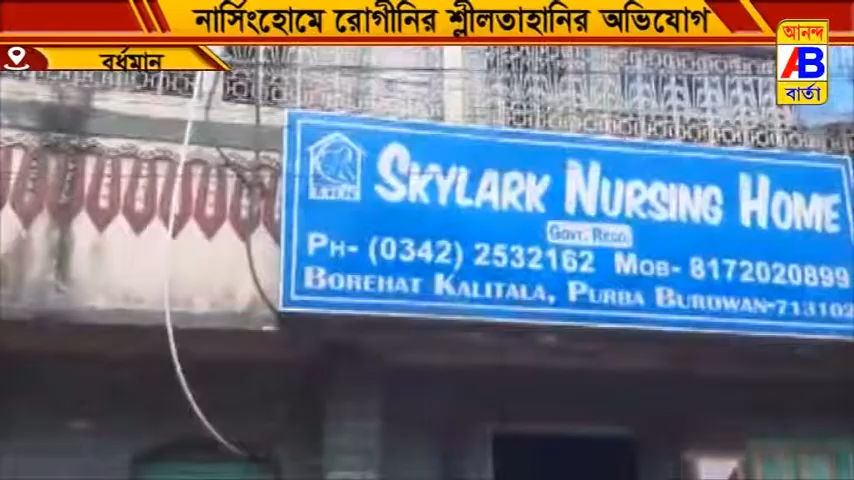 নার্সিংহোমে রোগীনির শ্লীলতাহানির অভিযোগ
বর্ধমান
আনন্দ
AB
বার্তা
SKYLARK NURSING HOME
GOVT. REGD
PH- (0342) 2532162 MOB- 8172020899
BOREHAT KALITALA, PURBA BURDWAN-713102